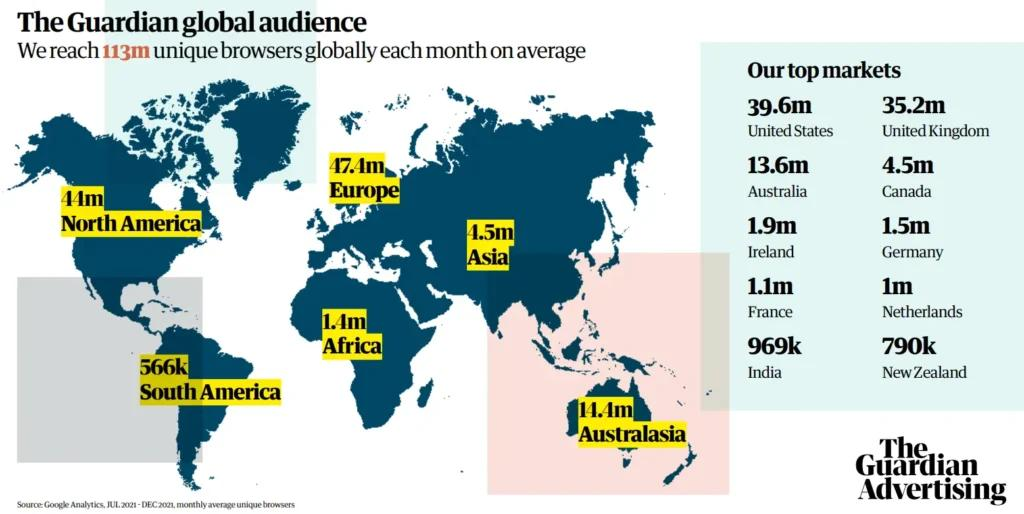 The Guardian global audience
We reach 113m unique browsers globally each month on average
44m
North America
47.4m
Europe
4.5m
Asia
1.4m
Africa
566k
South America
14.4m
Australasia
Our top markets
39.6m
United States
35.2m
United Kingdom
13.6m
Australia
4.5m
Canada
1.9m
Ireland
1.5m
Germany
1.1m
France
1m
Netherlands
969k
India
790k
New Zealand
The
Guardian
Advertising
Source: Google Analytics, JUL 2021 - DEC 2021, monthly average unique browsers